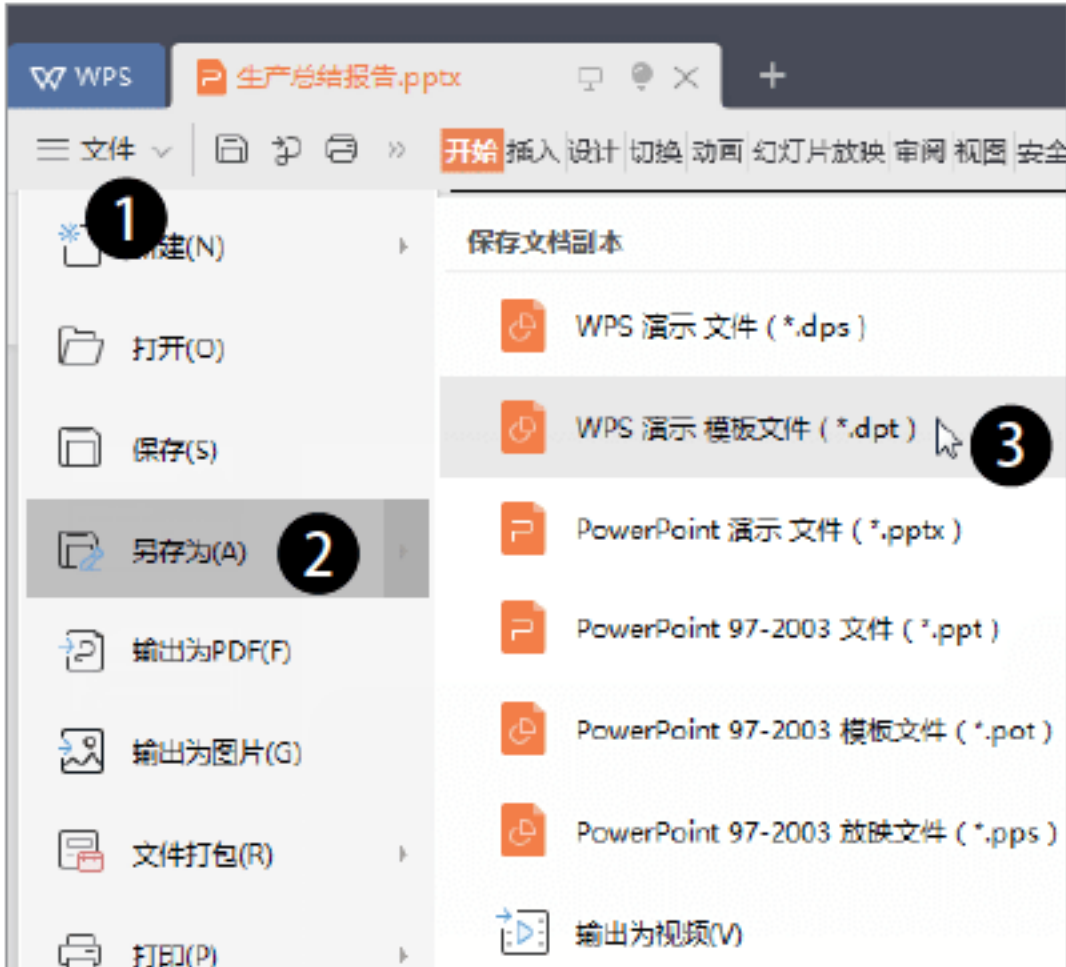 WPS 生产总结报告.pptx
文件 开始 插入 设计 切换 动画 幻灯片放映 审阅 视图 安全
1
建(N)
保存文档副本
WPS 演示 文件 ( *.dps )
打开(O)
WPS 演示 模板文件 ( *.dpt )
3
保存(S)
PowerPoint 演示 文件 ( *.pptx )
另存为(A)
2
PowerPoint 97-2003 文件 ( *.ppt )
输出为PDF(F)
PowerPoint 97-2003 模板文件 ( *.pot )
输出为图片(G)
PowerPoint 97-2003 放映文件 ( *.pps )
文件打包(R)
输出为视频(V)
打印(P)